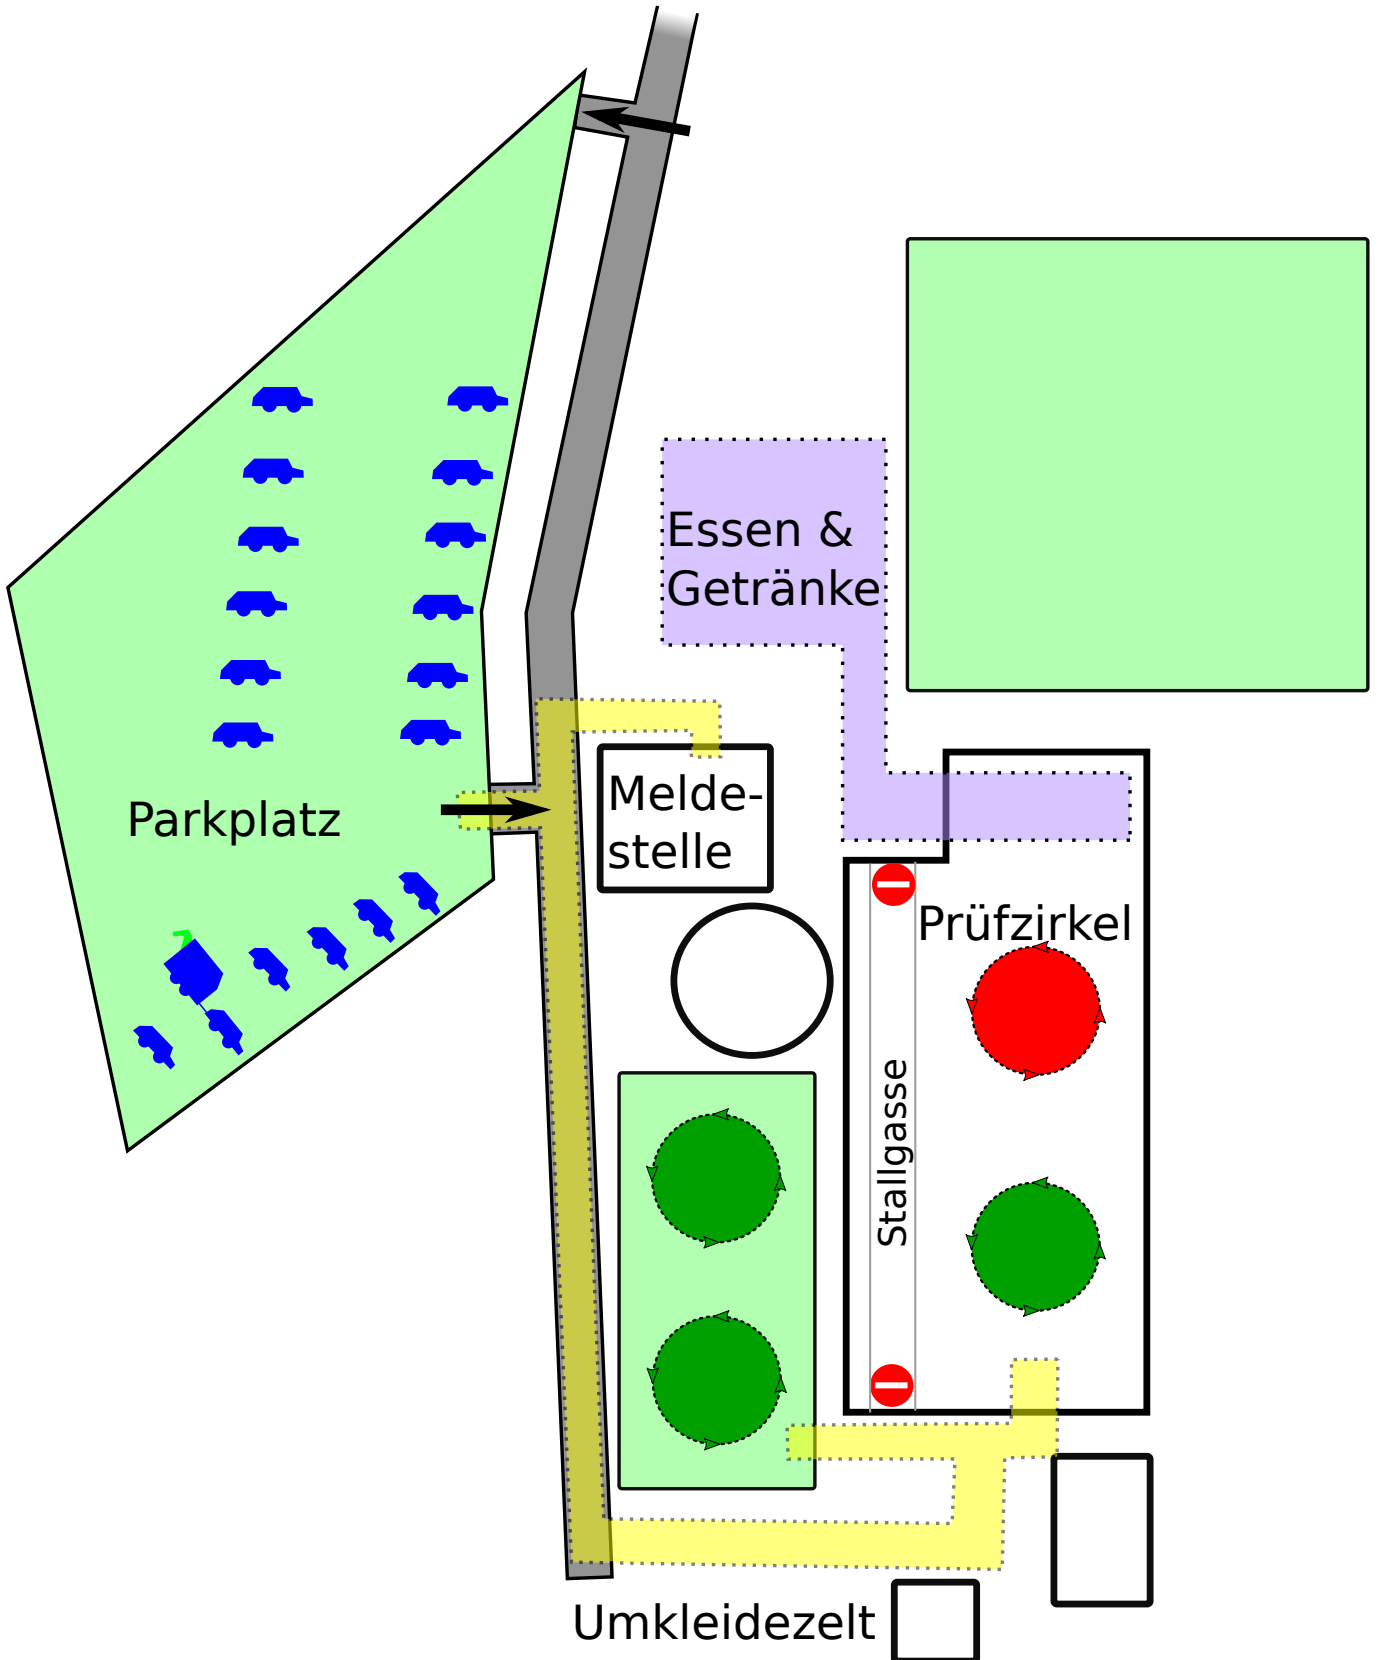 Essen &
Getränke
Melde-
stelle
Parkplatz
Prüfzirkel
Stallgasse
Umkleidezelt